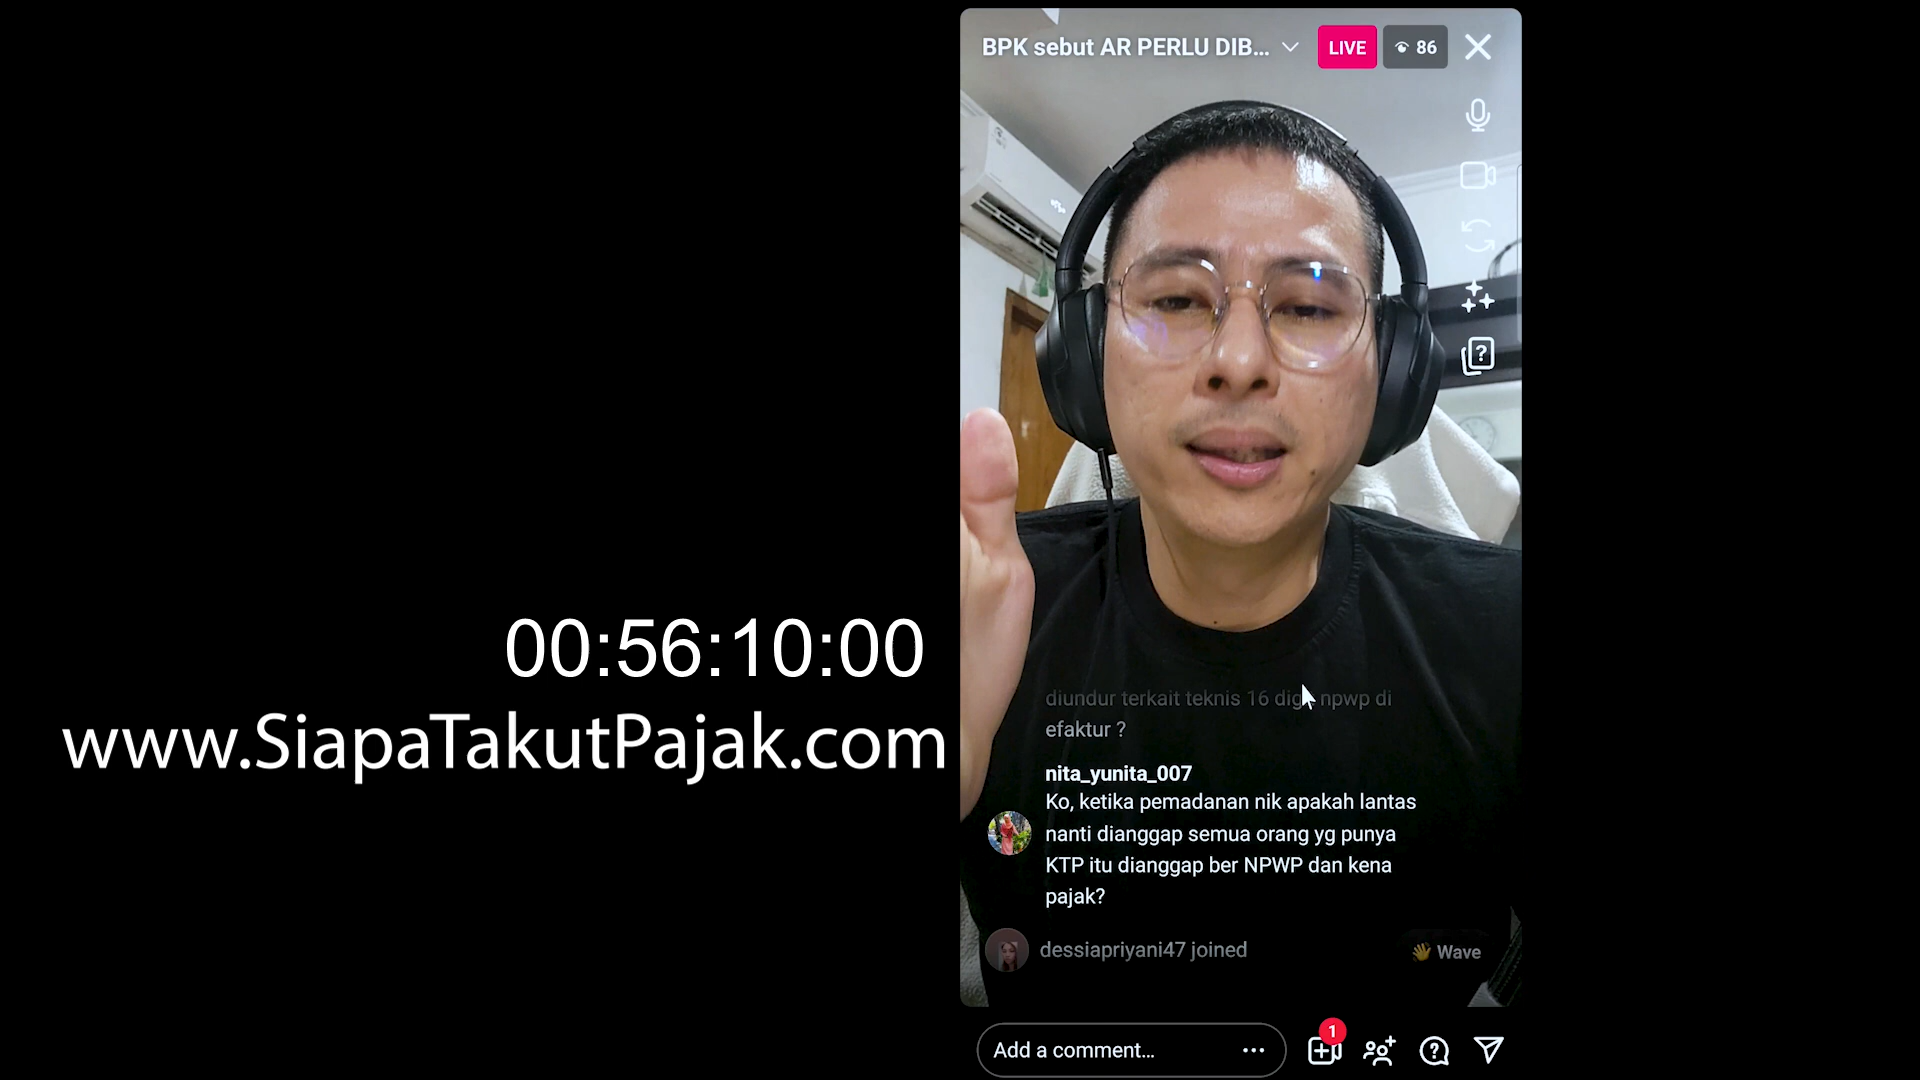 BPK sebut AR PERLU DIB...
LIVE
86
00:56:10:00
www.SiapaTakutPajak.com
diundur terkait teknis 16 npwp di
efaktur ?
nita_yunita_007
Ko, ketika pemadanan nik apakah lantas
nanti dianggap semua orang yg punya
KTP itu dianggap ber NPWP dan kena
pajak?
dessiapriyani47 joined
Wave
Add a comment...
1